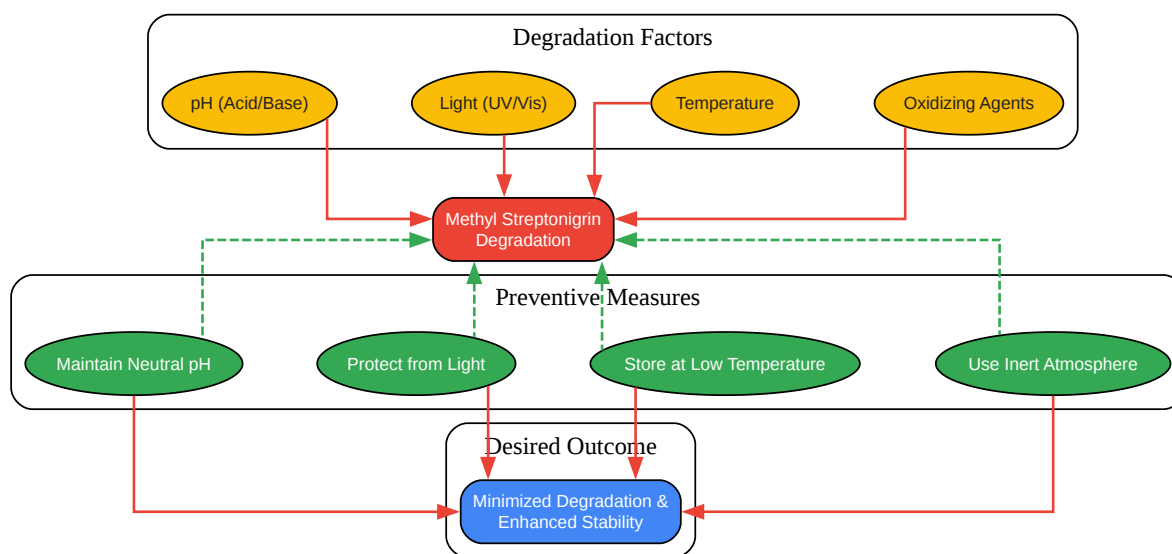 Degradation Factors
pH (Acid/Base)
Light (UV/Vis)
Temperature
Oxidizing Agents
Methyl Streptonigrin
Degradation
Preventive Measures
Maintain Neutral pH
Protect from Light
Store at Low Temperature
Use Inert Atmosphere
Desired Outcome
Minimized Degradation &
Enhanced Stability